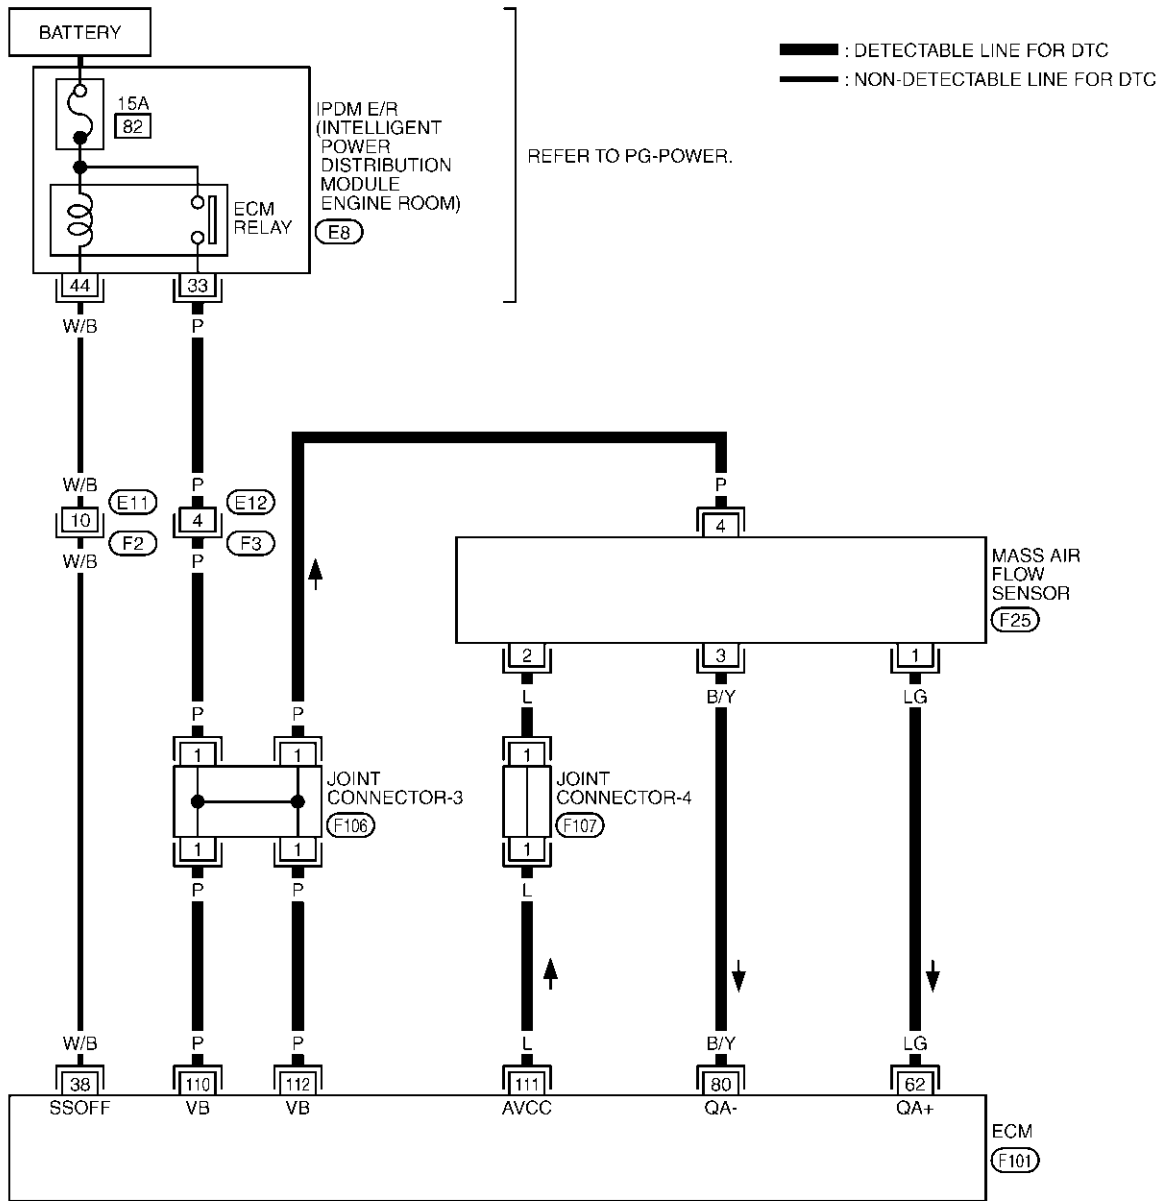 BATTERY
: DETECTABLE LINE FOR DTC
: NON-DETECTABLE LINE FOR DTC
15A
82
IPDM E/R
(INTELLIGENT
POWER
DISTRIBUTION
MODULE
ENGINE ROOM)
E8
REFER TO PG-POWER.
ECM
RELAY
44
33
W/B
P
W/B
P
P
E11
E12
10
4
4
F2
F3
W/B
P
MASS AIR
FLOW
SENSOR
F25
2
3
1
L
B/Y
LG
P
P
1
1
1
JOINT
CONNECTOR-3
F106
JOINT
CONNECTOR-4
F107
1
1
1
P
P
L
W/B
P
P
L
B/Y
LG
38
110
112
111
80
62
SSOFF
VB
VB
AVCC
QA-
QA+
ECM
F101